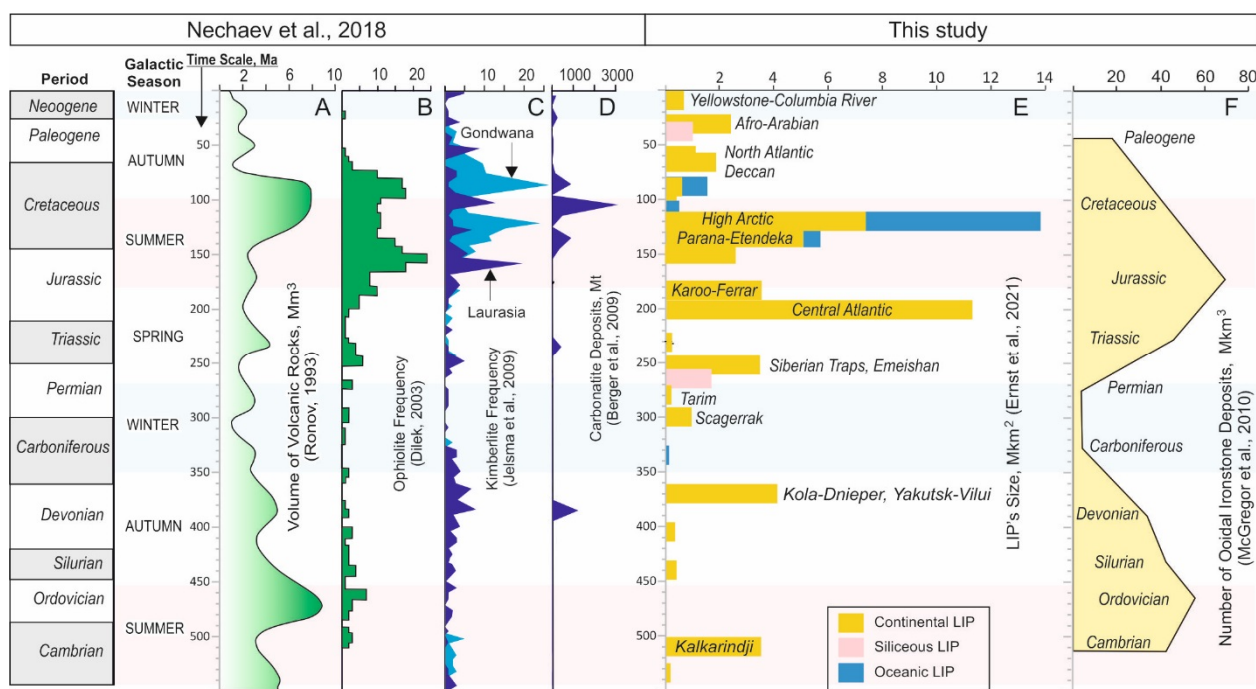 Nechaev et al., 2018
This study
Period
Galactic
Season
Time Scale, Ma
2 6 10
10 20
10 20
1000 3000
0 2 4 6 8 10 12 14
0 20 40 60 80
A
B
C
D
E
F
Neoogene
Paleogene
Cretaceous
Jurassic
Triassic
Permian
Carboniferous
Devonian
Silurian
Ordovician
Cambrian
WINTER
AUTUMN
SUMMER
SPRING
WINTER
AUTUMN
SUMMER
50
100
150
200
250
300
350
400
450
500
Volume of Volcanic Rocks, Mm³
(Ronov, 1993)
Ophiolite Frequency
(Dilek, 2003)
Kimberlite Frequency
(Jelsma et al., 2009)
Gondwana
Laurasia
Carbonatite Deposits, Mt
(Berger et al., 2009)
50
100
150
200
250
300
350
400
450
500
Yellowstone-Columbia River
Afro-Arabian
North Atlantic
Deccan
High Arctic
Parana-Etendeka
Karoo-Ferrar
Central Atlantic
Siberian Traps, Emeishan
Tarim
Scagerrak
Kola-Dnieper, Yakutsk-Vilui
Kalkarindji
LIP's Size, Mkm² (Ernst et al., 2021)
Continental LIP
Siliceous LIP
Oceanic LIP
Paleogene
Cretaceous
Jurassic
Triassic
Permian
Carboniferous
Devonian
Silurian
Ordovician
Cambrian
Number of Ooidal Ironstone Deposits, Mkm³
(McGregor et al., 2010)